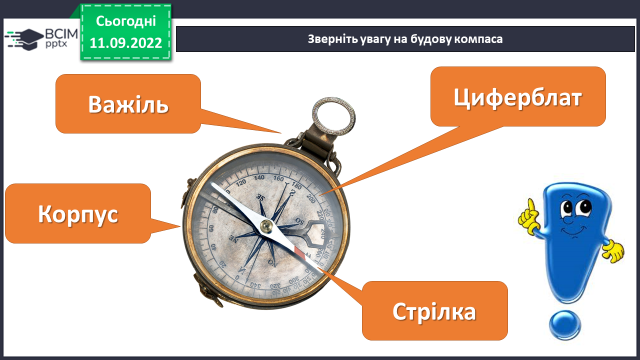 ВСІМ
pptx
Сьогодні
11.09.2022
Зверніть увагу на будову компаса
Важіль
Циферблат
Корпус
Стрілка